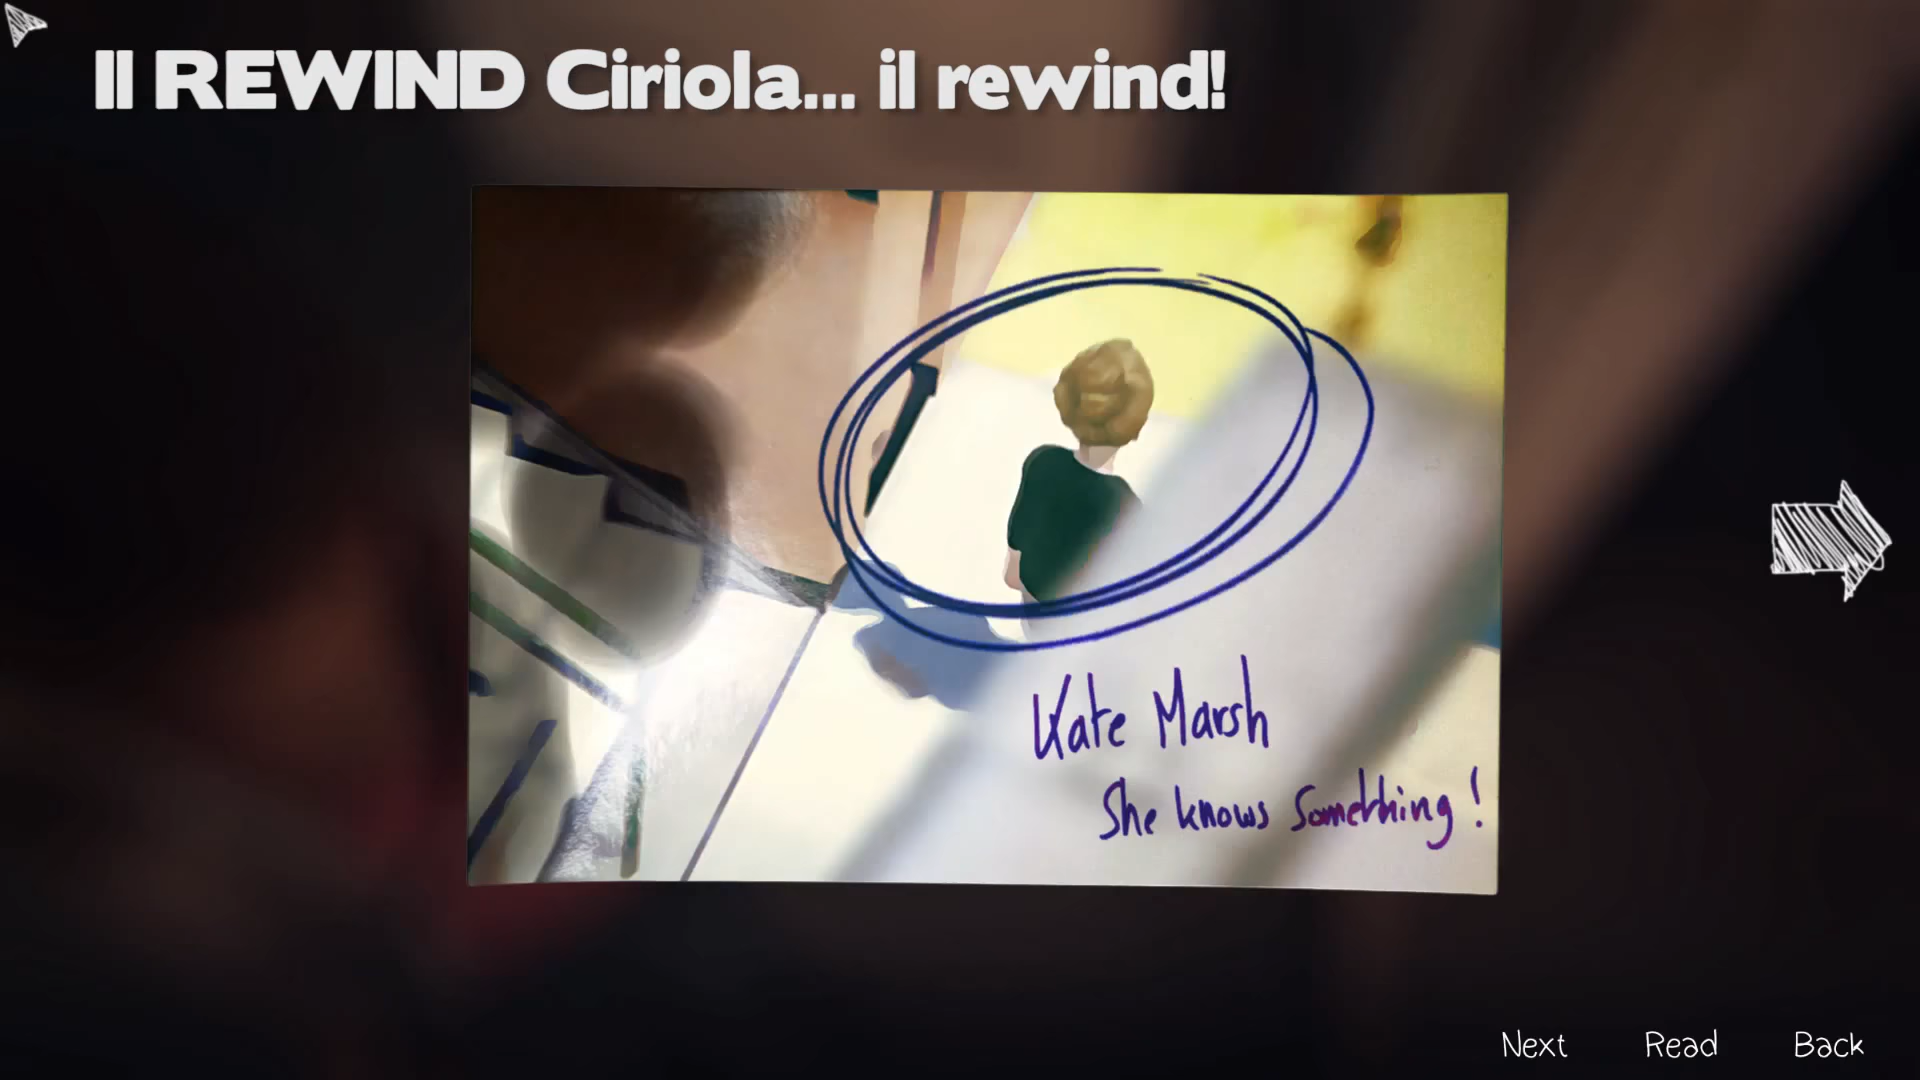 Il REWIND Ciriola... il rewind!
Kate Marsh
She knows Something!
Next Read Back